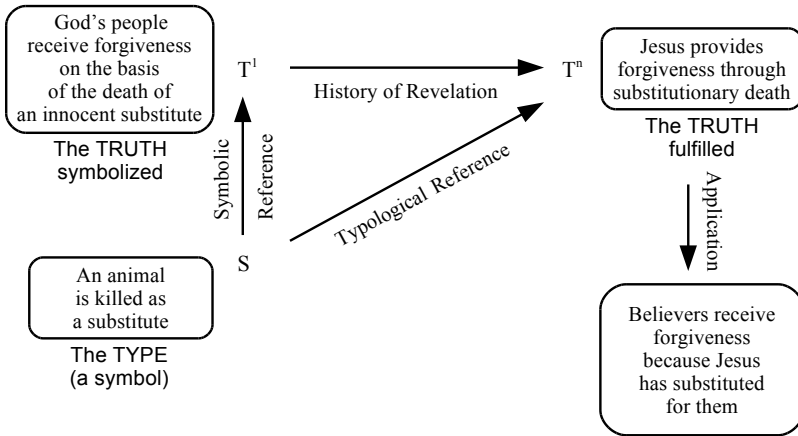 God’s people
receive forgiveness
on the basis
of the death of
an innocent substitute
The TRUTH
symbolized
T¹
History of Revelation
Tⁿ
Jesus provides
forgiveness through
substitutionary death
The TRUTH
fulfilled
Symbolic
Reference
Typological Reference
Application
S
An animal
is killed as
a substitute
The TYPE
(a symbol)
Believers receive
forgiveness
because Jesus
has substituted
for them